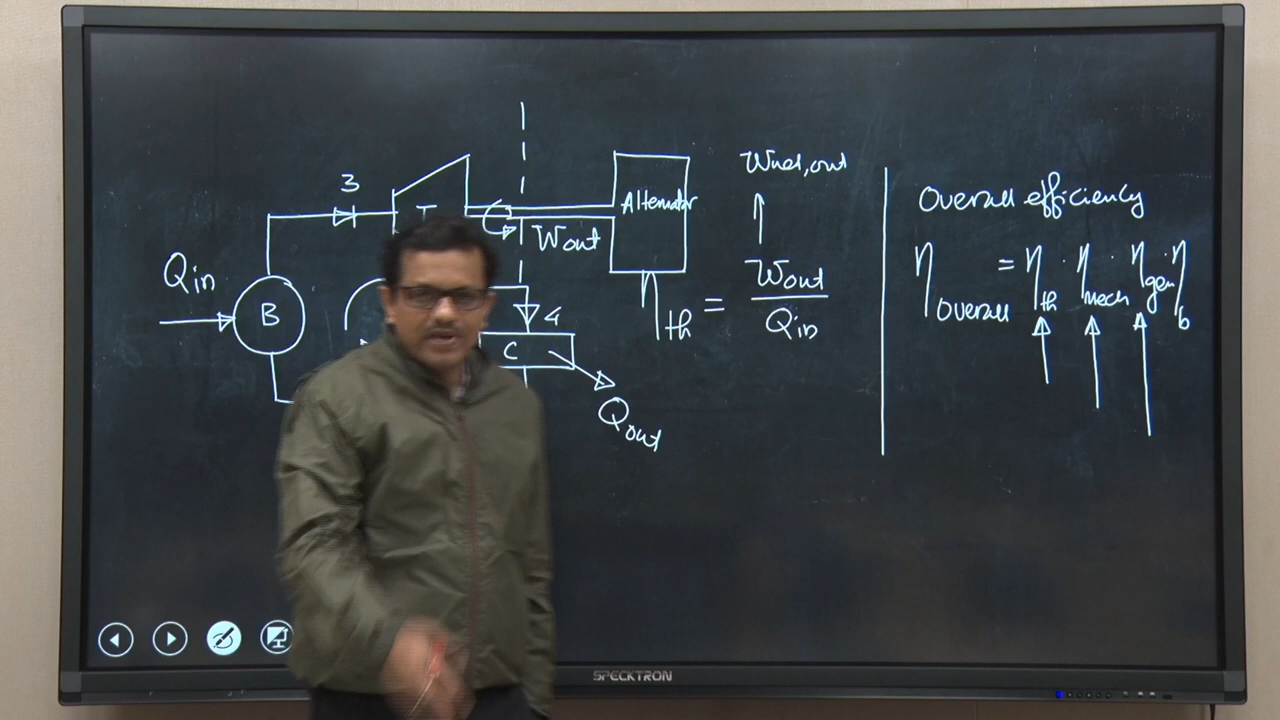 3
T
Qin
B
Wout
Alternator
4
C
Qout
Wnet,out
ηth = Wout
Qin
Overall efficiency
ηoverall = ηth · ηmech · ηgen · ηb
SPECKTRON